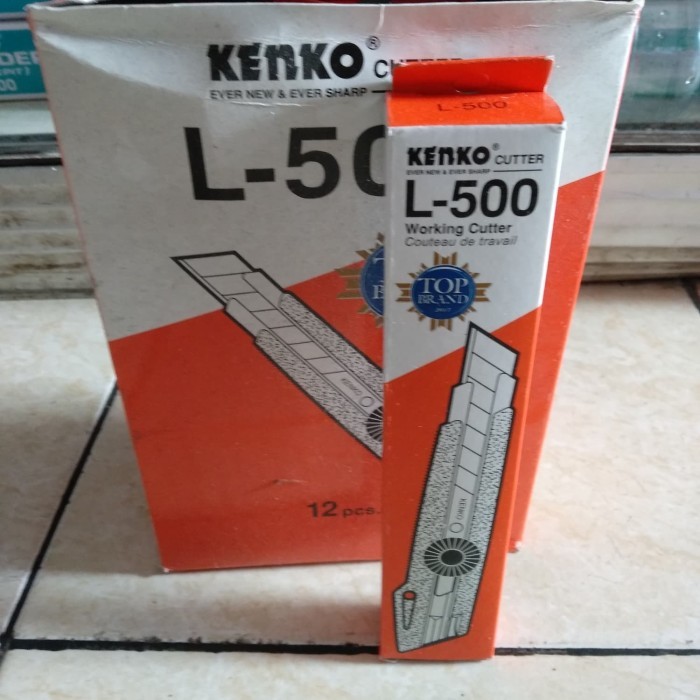 KENKO®
EVER NEW & EVER SHARP
L-50
12 pcs.
L-500
KENKO® CUTTER
EVER NEW & EVER SHARP
L-500
Working Cutter
Couteau de travail
TOP
BRAND
KENKO